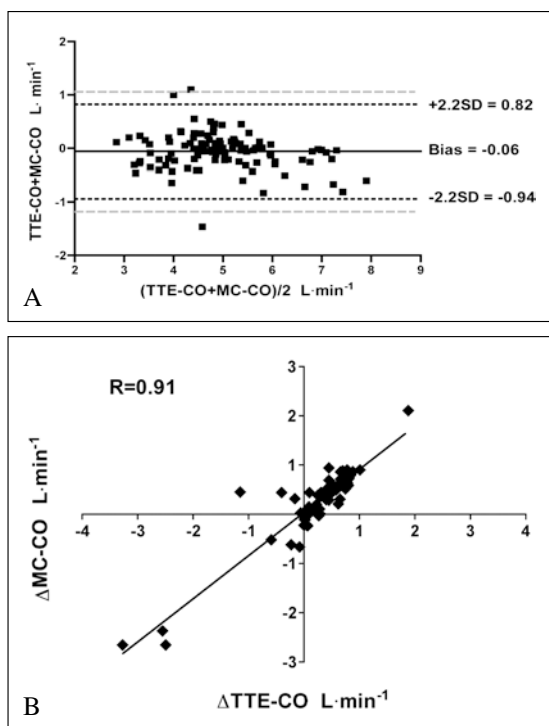 2
1
0
-1
-2
TTE-CO+MC-CO L· min⁻¹
+2.2SD = 0.82
Bias = -0.06
-2.2SD = -0.94
2 3 4 5 6 7 8 9
(TTE-CO+MC-CO)/2 L·min⁻¹
A
R=0.91
3
2
1
-4 -3 -2 -1 0 1 2 3 4
-1
-2
-3
ΔMC-CO L·min⁻¹
ΔTTE-CO L·min⁻¹
B